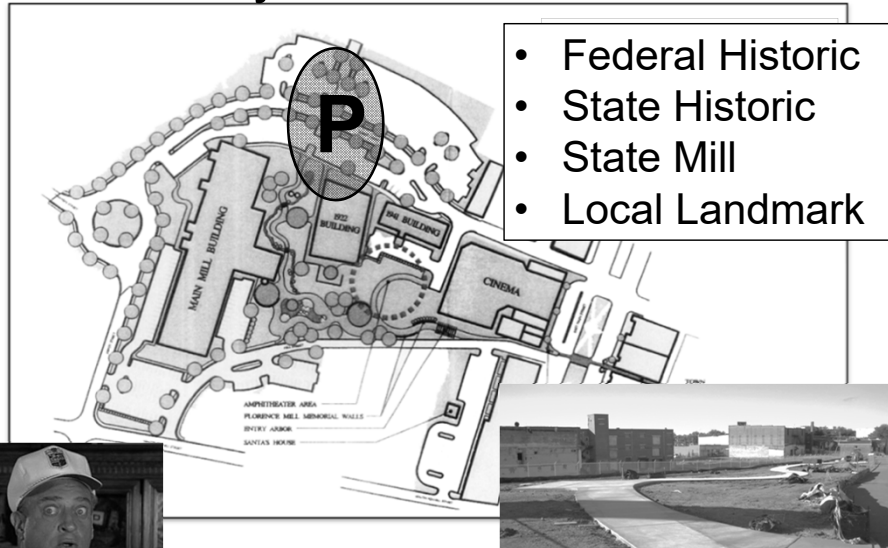 • Federal Historic
• State Historic
• State Mill
• Local Landmark
P
1922
BUILDING
1941 BUILDING
MAIN MILL BUILDING
CINEMA
AMPHITHEATER AREA
FLORENCE MILL MEMORIAL WALLS
ENTRY ARBOR
SANTA'S HOUSE
TOWN